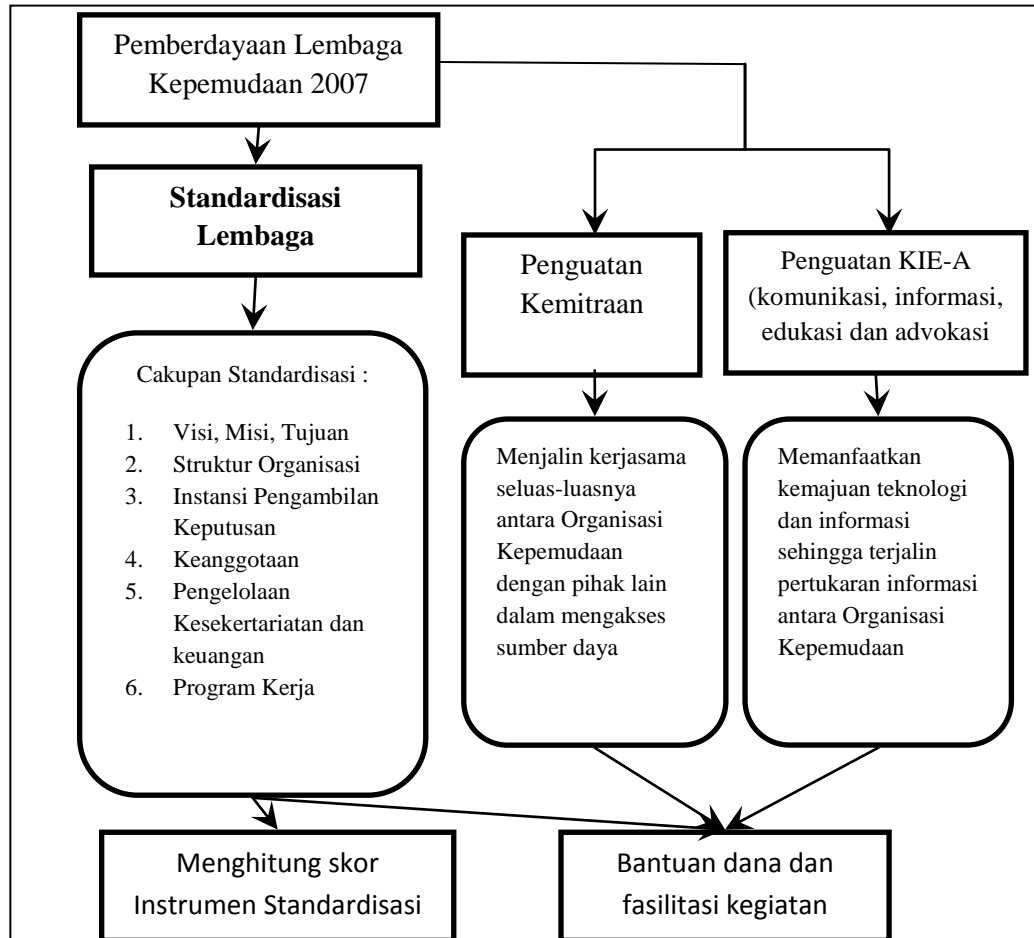 Pemberdayaan Lembaga
Kepemudaan 2007
Standardisasi
Lembaga
Penguatan
Kemitraan
Penguatan KIE-A
(komunikasi, informasi,
edukasi dan advokasi
Cakupan Standardisasi :
1. Visi, Misi, Tujuan
2. Struktur Organisasi
3. Instansi Pengambilan
Keputusan
4. Keanggotaan
5. Pengelolaan
Kesekertariatan dan
keuangan
6. Program Kerja
Menjalin kerjasama
seluas-luasnya
antara Organisasi
Kepemudaan
dengan pihak lain
dalam mengakses
sumber daya
Memanfaatkan
kemajuan teknologi
dan informasi
sehingga terjalin
pertukaran informasi
antara Organisasi
Kepemudaan
Menghitung skor
Instrumen Standardisasi
Bantuan dana dan
fasilitasi kegiatan